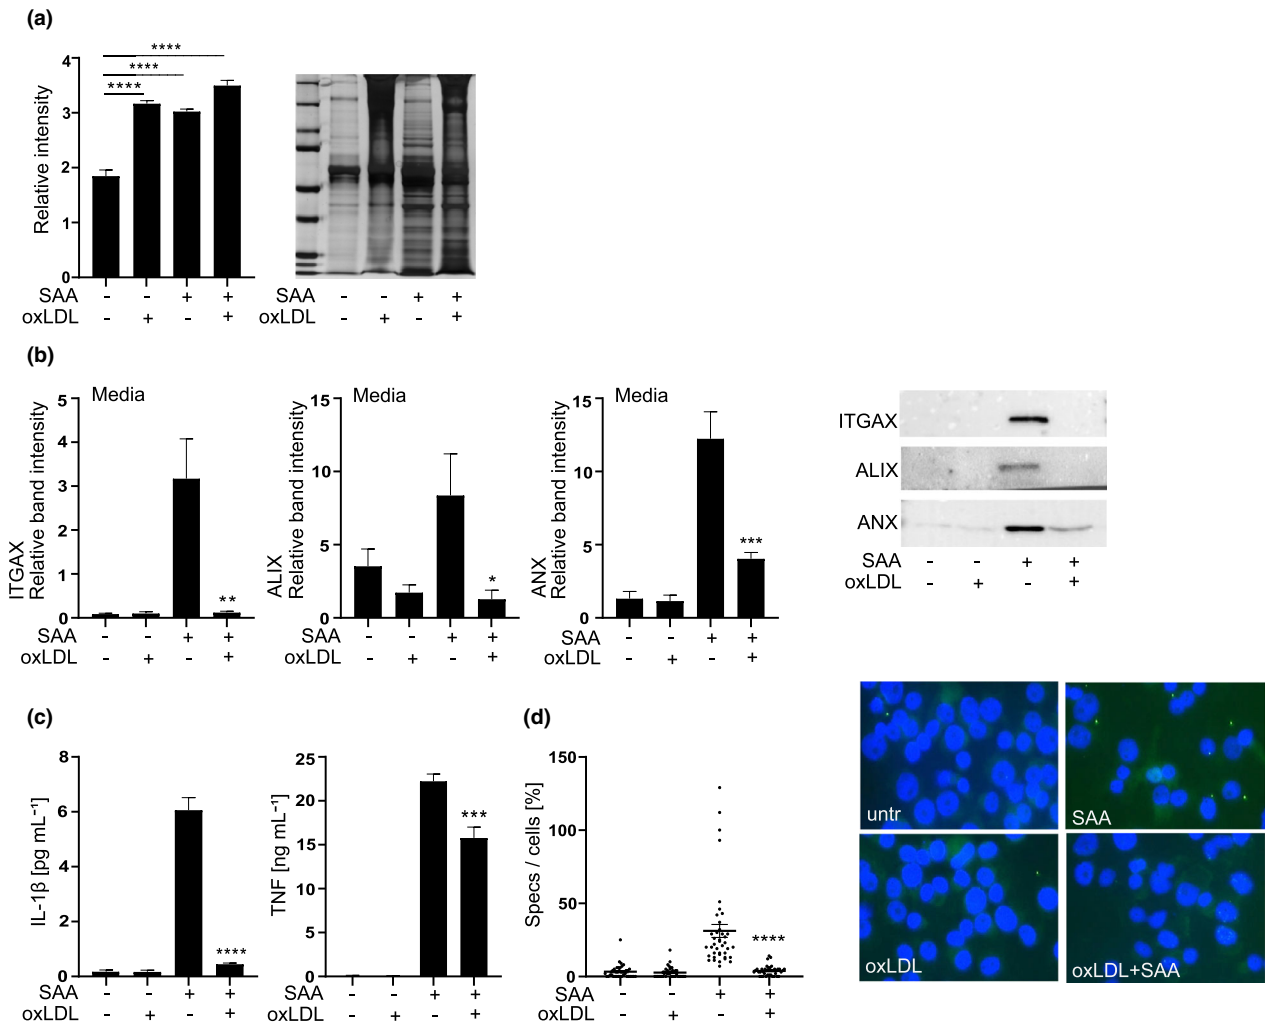 (a)
****
****
****
4
3
2
1
0
Relative intensity
SAA - - + +
oxLDL - + - +
SAA - - + +
oxLDL - + - +
(b)
Media
5
4
3
2
1
0
ITGAX
Relative band intensity
**
SAA - - + +
oxLDL - + - +
Media
15
10
5
0
ALIX
Relative band intensity
*
SAA - - + +
oxLDL - + - +
Media
15
10
5
0
ANX
Relative band intensity
***
SAA - - + +
oxLDL - + - +
ITGAX
ALIX
ANX
SAA - - + +
oxLDL - + - +
(c)
8
6
4
2
0
IL-1β [pg mL⁻¹]
****
SAA - - + +
oxLDL - + - +
25
20
15
10
5
0
TNF [ng mL⁻¹]
***
SAA - - + +
oxLDL - + - +
(d)
150
100
50
0
Specs / cells [%]
****
SAA - - + +
oxLDL - + - +
untr
SAA
oxLDL
oxLDL+SAA